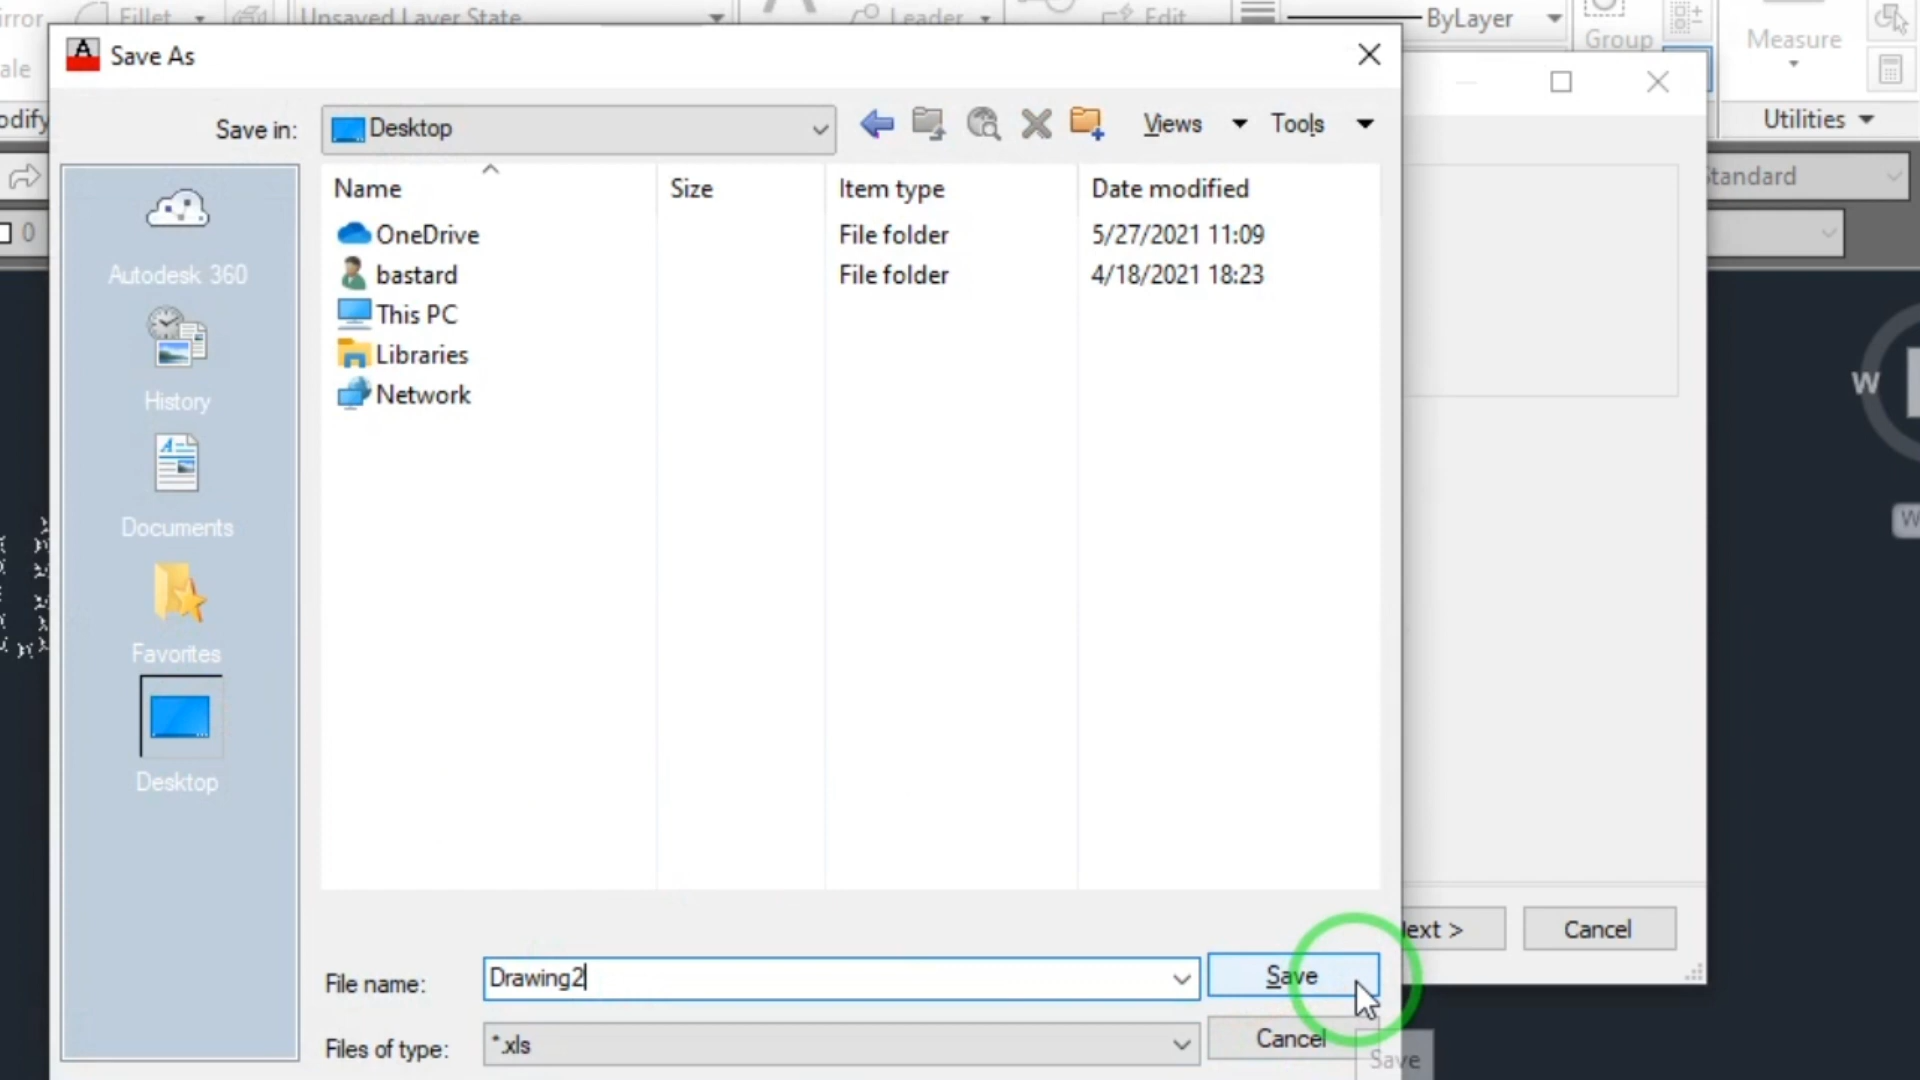 Fillet
Unsaved Layer State
Leader
Edit
ByLayer
Group
Measure
Utilities
Save As
Save in:
Desktop
Views
Tools
Name
Size
Item type
Date modified
OneDrive
File folder
5/27/2021 11:09
bastard
File folder
4/18/2021 18:23
This PC
Libraries
Network
Autodesk 360
History
Documents
Favorites
Desktop
0
Standard
W
W
File name:
Drawing2
Save
Files of type:
*.xls
Cancel
Save
ext >
Cancel